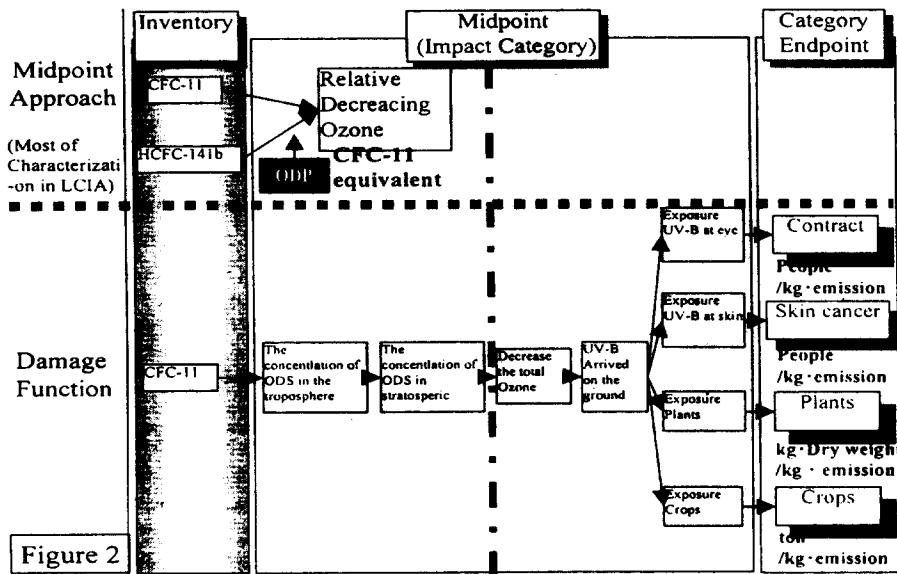 Inventory
Midpoint
(Impact Category)
Category
Endpoint
Midpoint
Approach
(Most of
Characterizati
-on in LCIA)
CFC-11
HCFC-141b
Relative
Decreacing
Ozone
ODP
CFC-11
equivalent
Damage
Function
CFC-11
The
concentlation of
ODS in the
troposphere
The
concentlation of
ODS in
stratosperic
Decrease
the total
Ozone
UV-B
Arrived
on the
ground
Exposure
UV-B at eye
Exposure
UV-B at skin
Exposure
Plants
Exposure
Crops
Contract
People
/kg·emission
Skin cancer
People
/kg·emission
Plants
kg·Dry weight
/kg · emission
Crops
ton
/kg·emission
Figure 2